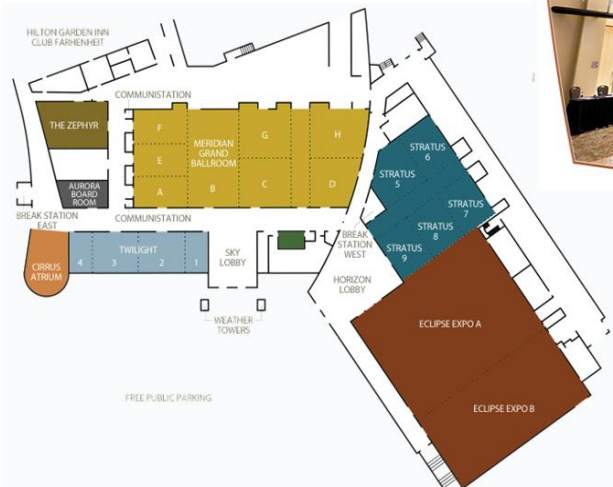 HILTON GARDEN INN
CLUB FARHENHEIT
COMMUNISTATION
THE ZEPHYR
F
G
H
MERIDIAN
GRAND
BALLROOM
E
A
B
C
D
AURORA
BOARD
ROOM
COMMUNISTATION
BREAK STATION
EAST
CIRRUS
ATRIUM
TWILIGHT
4
3
2
1
SKY
LOBBY
WEATHER
TOWERS
BREAK
STATION
WEST
HORIZON
LOBBY
STRATUS
6
STRATUS
5
STRATUS
7
STRATUS
8
STRATUS
9
ECLIPSE EXPO A
ECLIPSE EXPO B
FREE PUBLIC PARKING